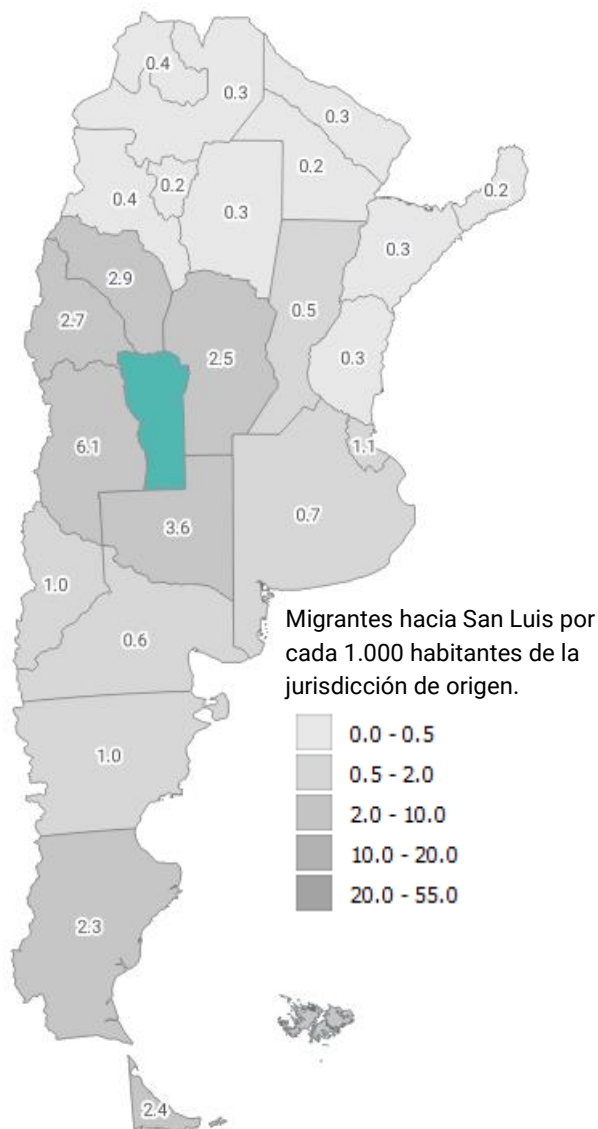 0.4
0.3
0.3
0.2
0.2
0.2
0.4
0.3
0.3
2.9
0.5
2.7
2.5
0.3
6.1
1.1
0.7
3.6
1.0
0.6
Migrantes hacia San Luis por
cada 1.000 habitantes de la
jurisdicción de origen.
0.0 - 0.5
0.5 - 2.0
2.0 - 10.0
10.0 - 20.0
20.0 - 55.0
1.0
2.3
2.4